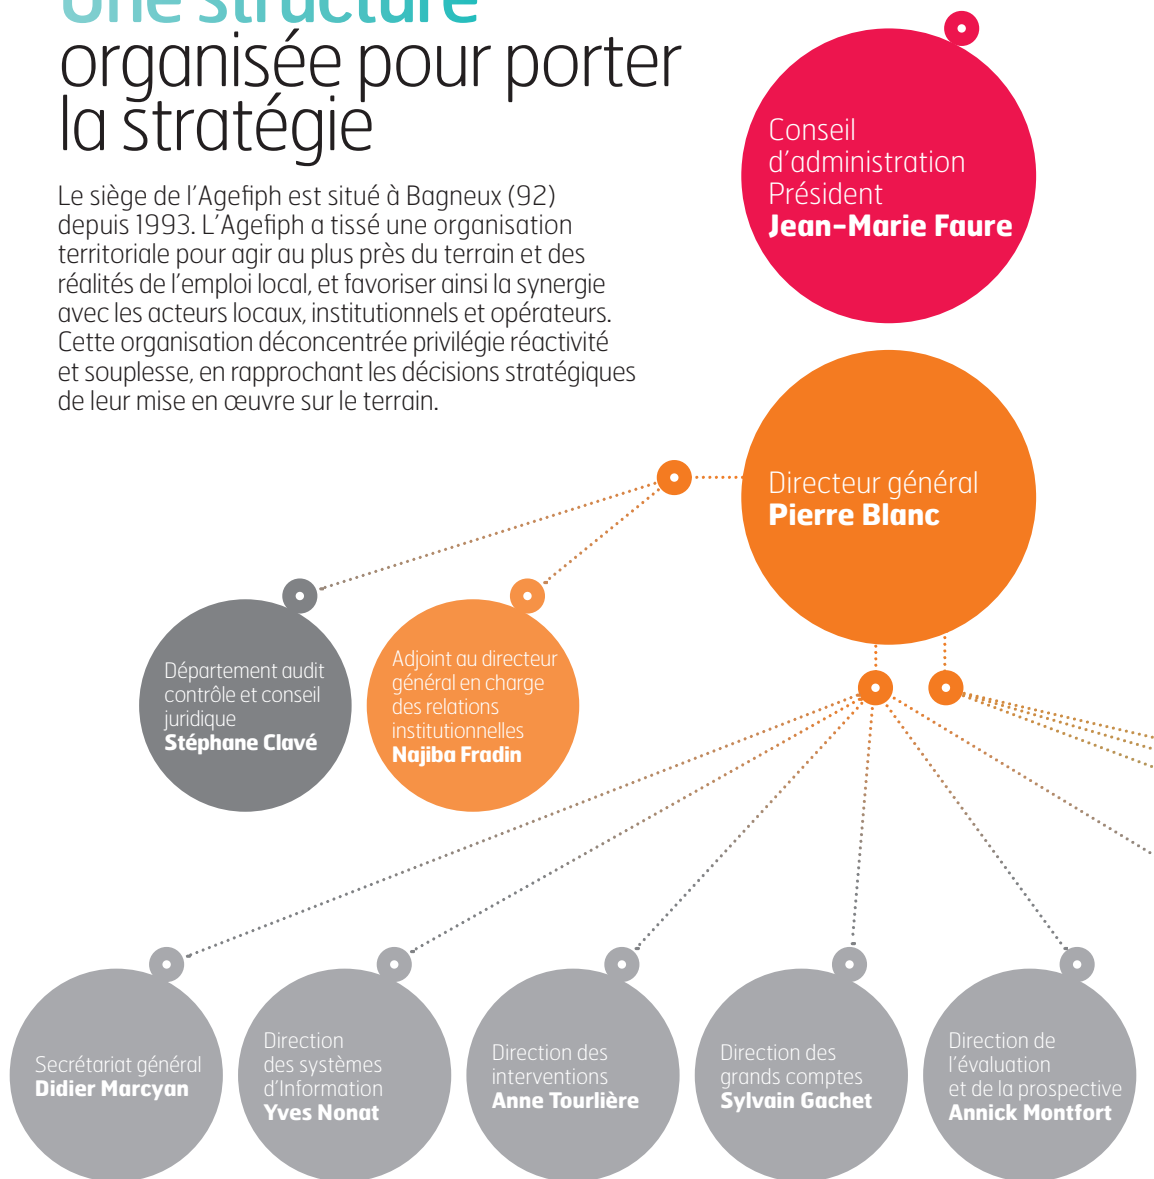 Une structure
organisée pour porter
la stratégie
Le siège de l'Agefiph est situé à Bagneux (92)
depuis 1993. L'Agefiph a tissé une organisation
territoriale pour agir au plus près du terrain et des
réalités de l'emploi local, et favoriser ainsi la synergie
avec les acteurs locaux, institutionnels et opérateurs.
Cette organisation déconcentrée privilégie réactivité
et souplesse, en rapprochant les décisions stratégiques
de leur mise en œuvre sur le terrain.
Conseil
d'administration
Président
Jean-Marie Faure
Directeur général
Pierre Blanc
Département audit
contrôle et conseil
juridique
Stéphane Clavé
Adjoint au directeur
général en charge
des relations
institutionnelles
Najiba Fradin
Secrétariat général
Didier Marcyan
Direction
des systèmes
d'Information
Yves Nonat
Direction des
interventions
Anne Tourlière
Direction des
grands comptes
Sylvain Gachet
Direction de
l'évaluation
et de la prospective
Annick Montfort